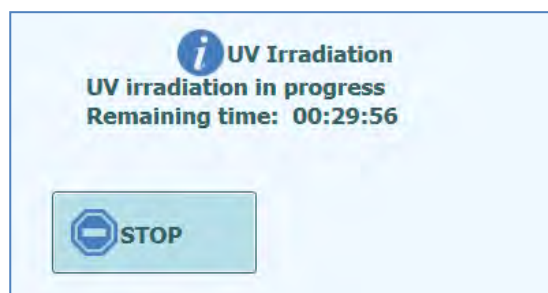 UV Irradiation
UV irradiation in progress
Remaining time: 00:29:56
STOP